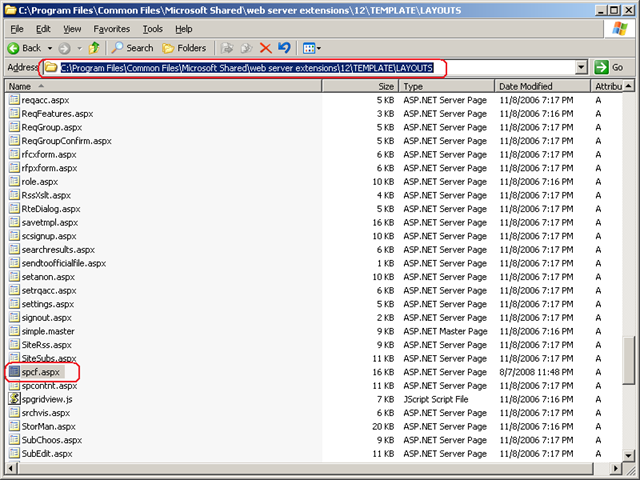 C:\Program Files\Common Files\Microsoft Shared\web server extensions\12\TEMPLATE\LAYOUTS
File Edit View Favorites Tools Help
Back Search Folders
Address C:\Program Files\Common Files\Microsoft Shared\web server extensions\12\TEMPLATE\LAYOUTS Go
Name Size Type Date Modified Attribu
reqacc.aspx 5 KB ASP.NET Server Page 11/8/2006 7:17 PM A
ReqFeatures.aspx 3 KB ASP.NET Server Page 11/8/2006 7:16 PM A
ReqGroup.aspx 5 KB ASP.NET Server Page 11/8/2006 7:17 PM A
ReqGroupConfirm.aspx 5 KB ASP.NET Server Page 11/8/2006 7:17 PM A
rfcxform.aspx 6 KB ASP.NET Server Page 11/8/2006 7:17 PM A
rfpxform.aspx 6 KB ASP.NET Server Page 11/8/2006 7:17 PM A
role.aspx 10 KB ASP.NET Server Page 11/8/2006 7:16 PM A
RssXslt.aspx 4 KB ASP.NET Server Page 11/8/2006 7:17 PM A
RteDialog.aspx 5 KB ASP.NET Server Page 11/8/2006 7:17 PM A
savetmpl.aspx 16 KB ASP.NET Server Page 11/8/2006 7:17 PM A
scsignup.aspx 10 KB ASP.NET Server Page 11/8/2006 7:16 PM A
searchresults.aspx 6 KB ASP.NET Server Page 11/8/2006 7:17 PM A
sendtoofficialfile.aspx 1 KB ASP.NET Server Page 11/8/2006 7:17 PM A
setanon.aspx 10 KB ASP.NET Server Page 11/8/2006 7:16 PM A
setrqacc.aspx 6 KB ASP.NET Server Page 11/8/2006 7:17 PM A
settings.aspx 5 KB ASP.NET Server Page 11/8/2006 7:17 PM A
signout.aspx 2 KB ASP.NET Server Page 11/8/2006 7:17 PM A
simple.master 9 KB ASP.NET Master Page 11/8/2006 7:16 PM A
SiteRss.aspx 9 KB ASP.NET Server Page 11/8/2006 7:17 PM A
SiteSubs.aspx 11 KB ASP.NET Server Page 11/8/2006 7:17 PM A
spcf.aspx 16 KB ASP.NET Server Page 8/7/2008 11:48 PM A
spcontnt.aspx 11 KB ASP.NET Server Page 11/8/2006 7:17 PM A
spgridview.js 7 KB JScript Script File 11/8/2006 7:16 PM A
srchvis.aspx 6 KB ASP.NET Server Page 11/8/2006 7:17 PM A
StorMan.aspx 20 KB ASP.NET Server Page 11/8/2006 7:16 PM A
SubChoos.aspx 9 KB ASP.NET Server Page 11/8/2006 7:17 PM A
SubEdit.aspx 11 KB ASP.NET Server Page 11/8/2006 7:17 PM A